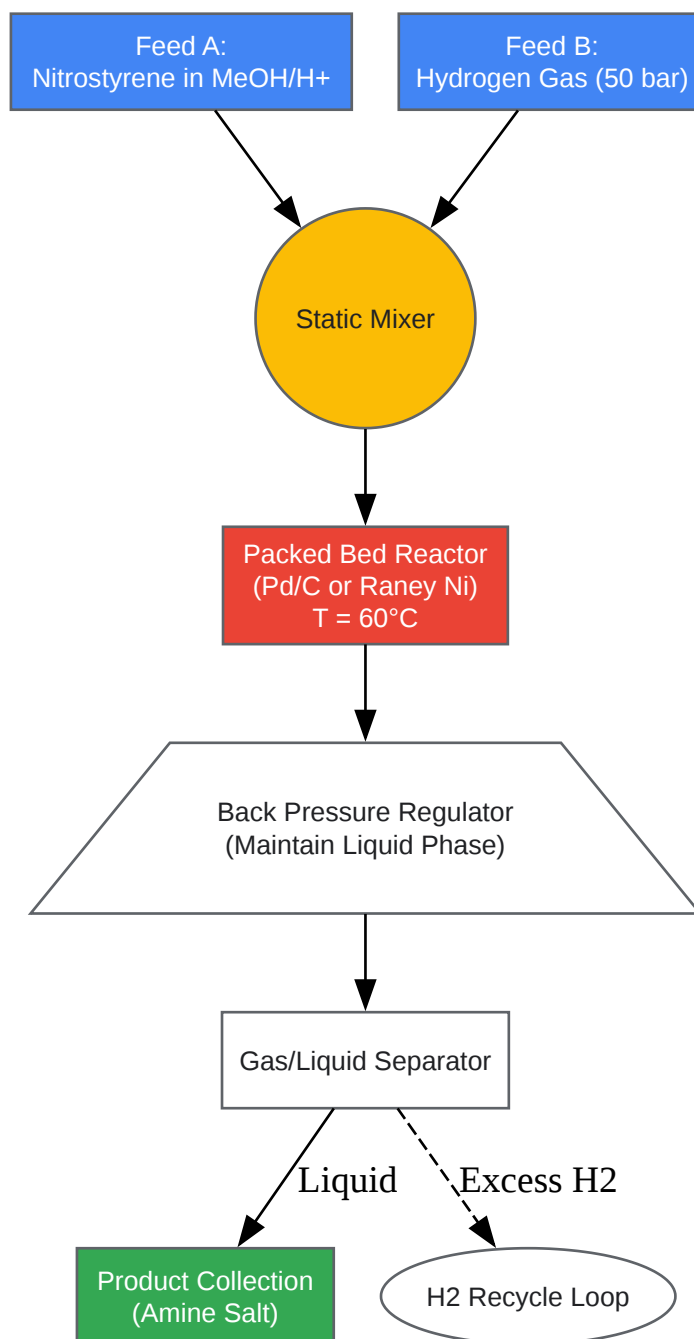 Feed A:
Nitrostyrene in MeOH/H+
Feed B:
Hydrogen Gas (50 bar)
Static Mixer
Packed Bed Reactor
(Pd/C or Raney Ni)
T = 60°C
Back Pressure Regulator
(Maintain Liquid Phase)
Gas/Liquid Separator
Liquid
Excess H2
Product Collection
(Amine Salt)
H2 Recycle Loop